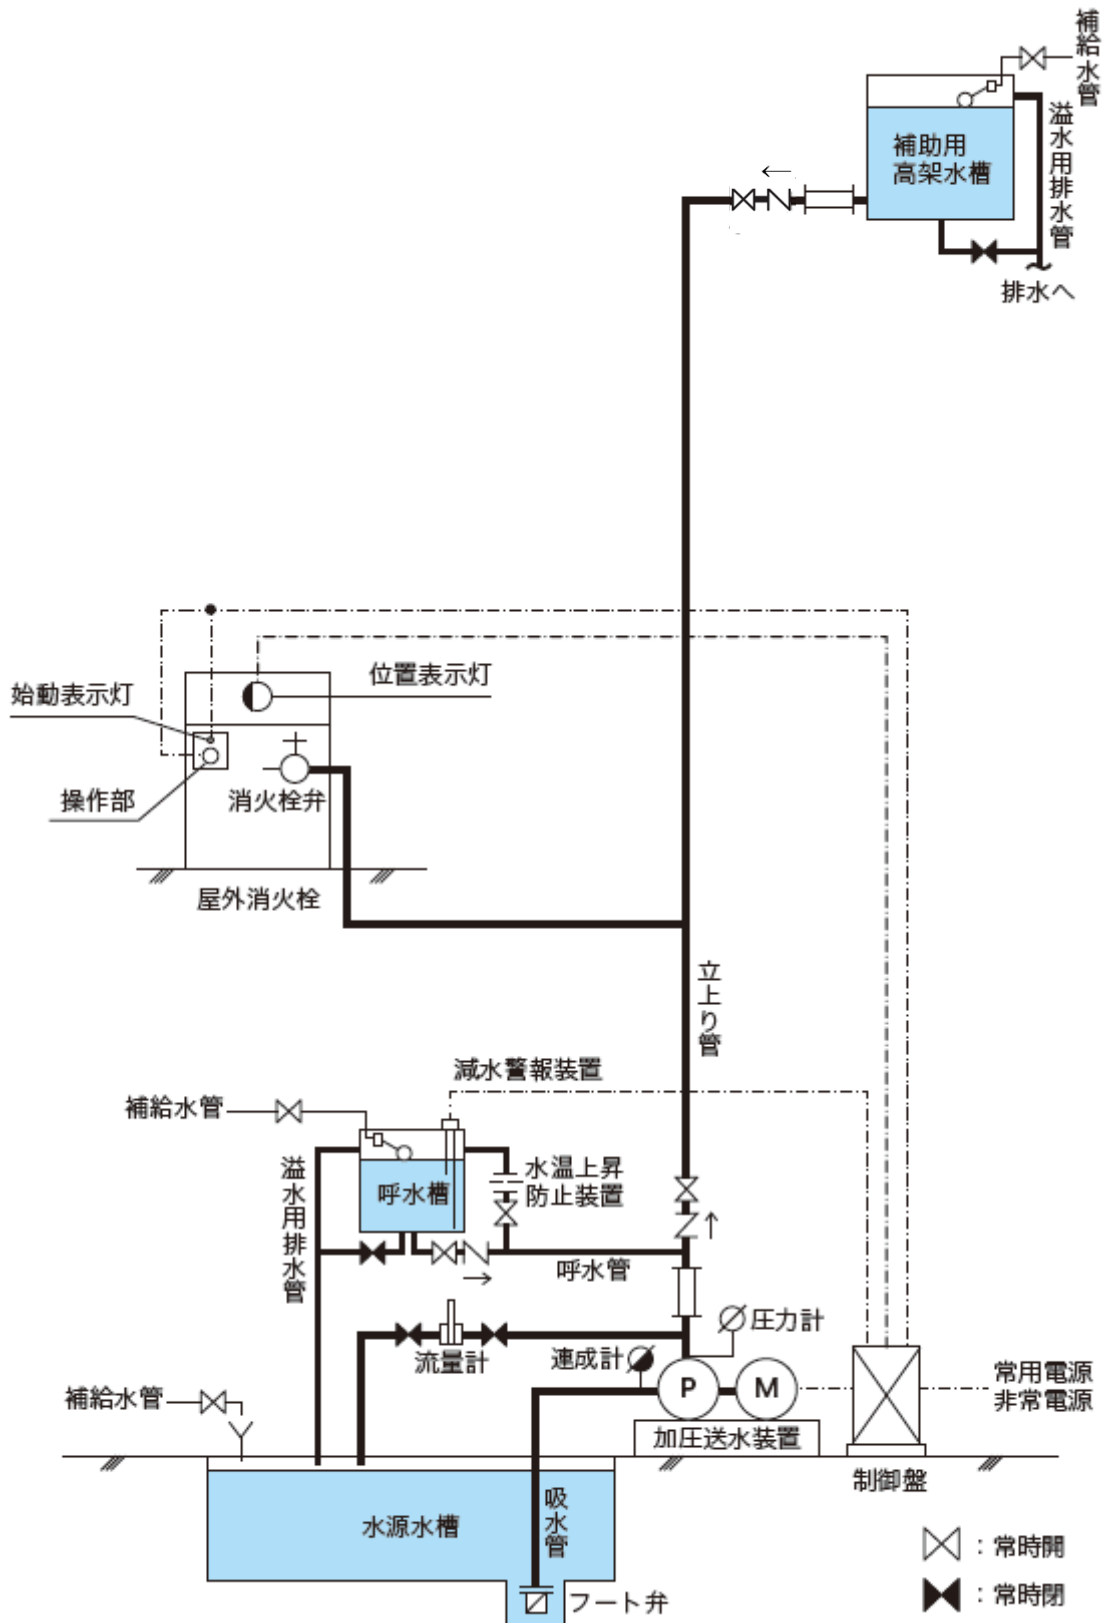 補給水管
溢水用排水管
補助用
高架水槽
排水へ
位置表示灯
始動表示灯
操作部
消火栓弁
屋外消火栓
立上り管
減水警報装置
補給水管
溢水用排水管
呼水槽
水温上昇
防止装置
呼水管
圧力計
流量計
連成計
P
M
常用電源
非常電源
補給水管
加圧送水装置
制御盤
水源水槽
吸水管
フート弁
：常時開
：常時閉